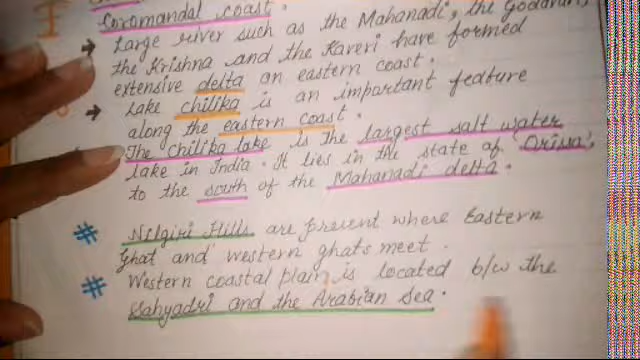 Coromandal coast.
→ Large river such as the Mahanadi, the Godavari,
the Krishna and the Kaveri have formed
extensive delta on eastern coast.
→ Lake chilika is an important feature
along the eastern coast.
The Chilika lake is the largest salt water
lake in India. It lies in the state of 'Orissa',
to the south of the Mahanadi delta.
# Nilgiri Hills are present where Eastern
ghat and western ghats meet.
# Western coastal plain is located b/w the
Sahyadri and the Arabian Sea.